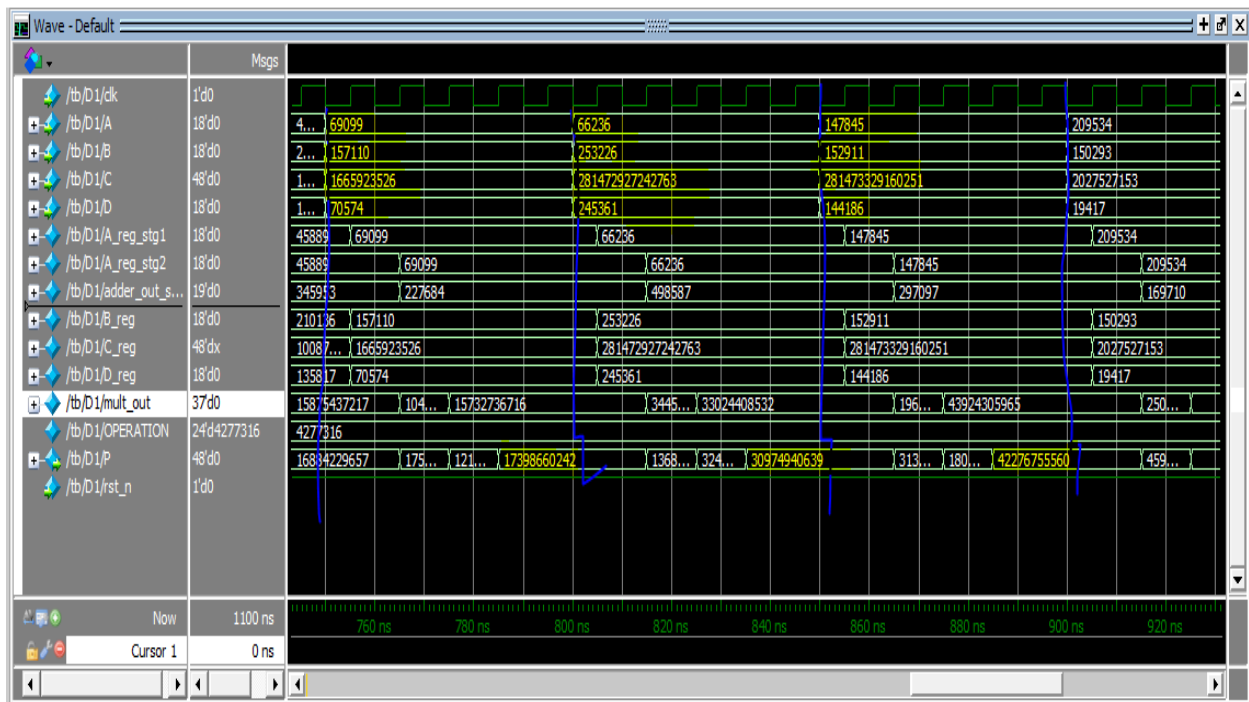 Wave - Default
Msgs
/tb/D1/clk 1'd0
/tb/D1/A 18'd0 4... 69099 66236 147845 209534
/tb/D1/B 18'd0 2... 157110 253226 152911 150293
/tb/D1/C 48'd0 1... 1665923526 281472927242763 281473329160251 2027527153
/tb/D1/D 18'd0 1... 70574 245361 144186 19417
/tb/D1/A_reg_stg1 18'd0 45889 69099 66236 147845 209534
/tb/D1/A_reg_stg2 18'd0 45889 69099 66236 147845 209534
/tb/D1/adder_out_s... 19'd0 345953 227684 498587 297097 169710
/tb/D1/B_reg 18'd0 210136 157110 253226 152911 150293
/tb/D1/C_reg 48'dx 10087... 1665923526 281472927242763 281473329160251 2027527153
/tb/D1/D_reg 18'd0 135817 70574 245361 144186 19417
/tb/D1/mult_out 37'd0 15875437217 104... 15732736716 3445... 33024408532 196... 43924305965 250...
/tb/D1/OPERATION 24'd4277316 4277316
/tb/D1/P 48'd0 16884229657 175... 121... 17398660242 1368... 324... 30974940639 313... 180... 42276755560 459...
/tb/D1/rst_n 1'd0
Now 1100 ns 760 ns 780 ns 800 ns 820 ns 840 ns 860 ns 880 ns 900 ns 920 ns
Cursor 1 0 ns